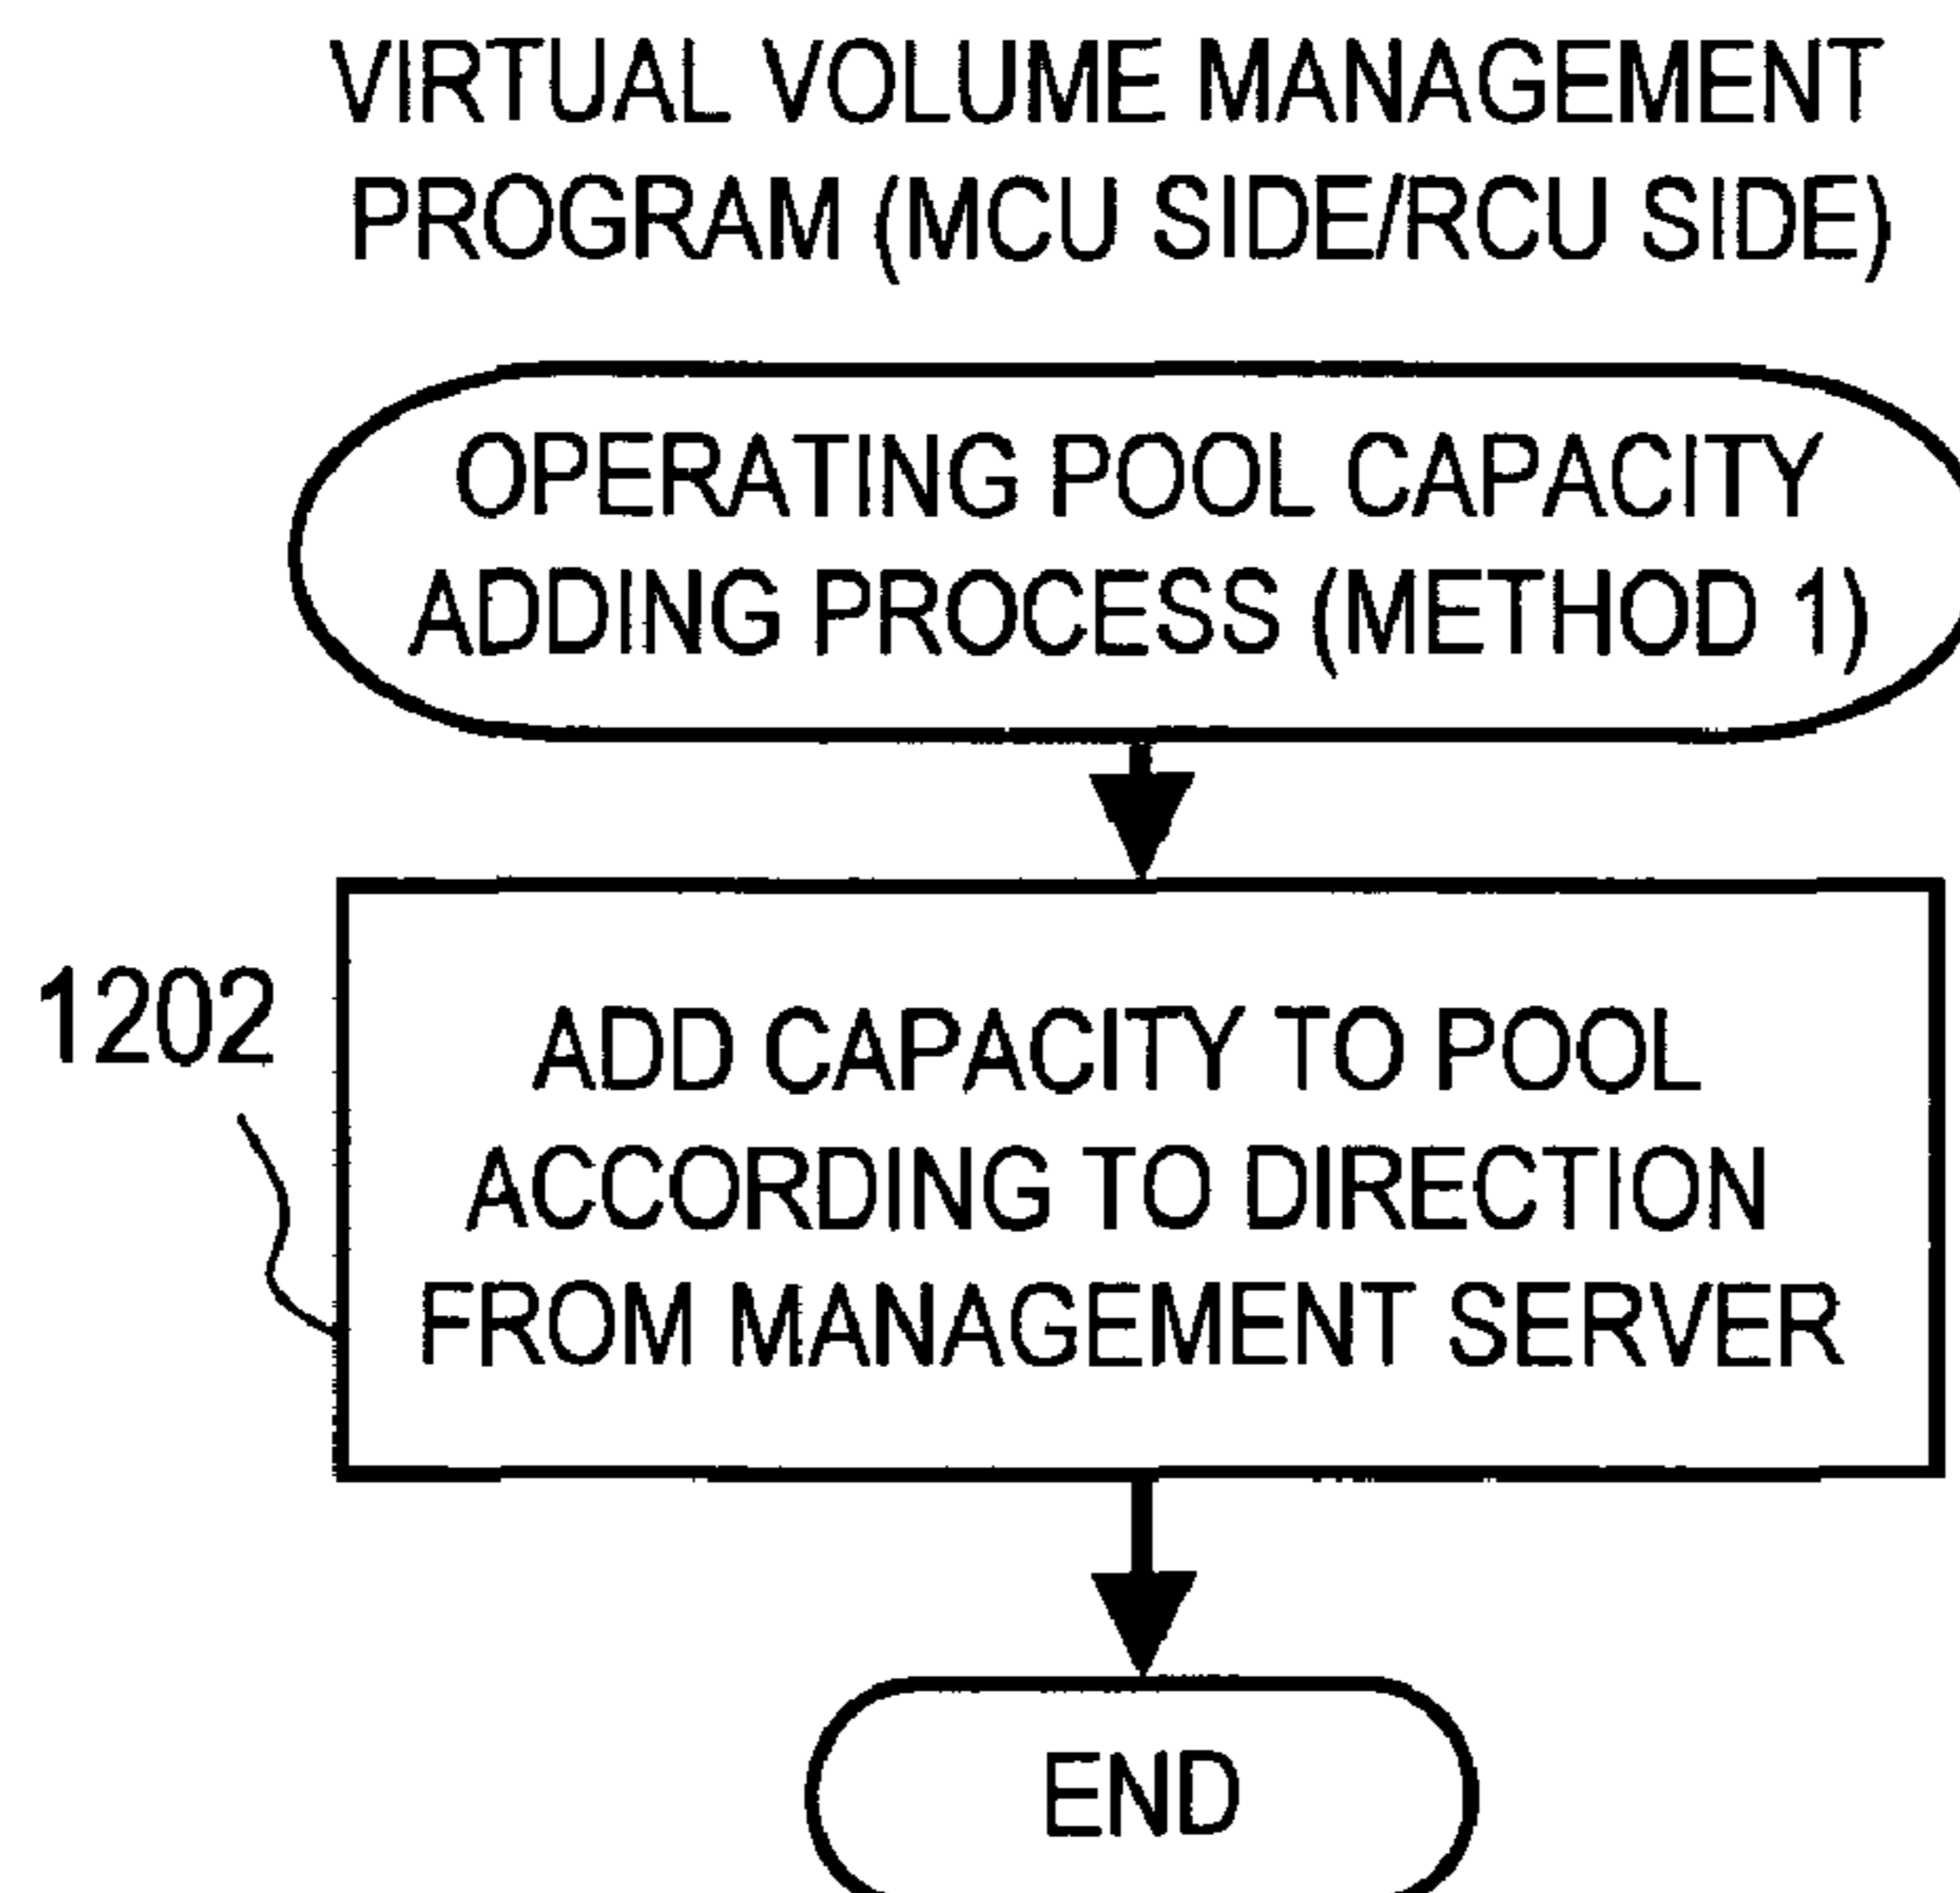 VIRTUAL VOLUME MANAGEMENT
PROGRAM (MCU SIDE/RCU SIDE)
OPERATING POOL CAPACITY
ADDING PROCESS (METHOD 1)
1202
ADD CAPACITY TO POOL
ACCORDING TO DIRECTION
FROM MANAGEMENT SERVER
END